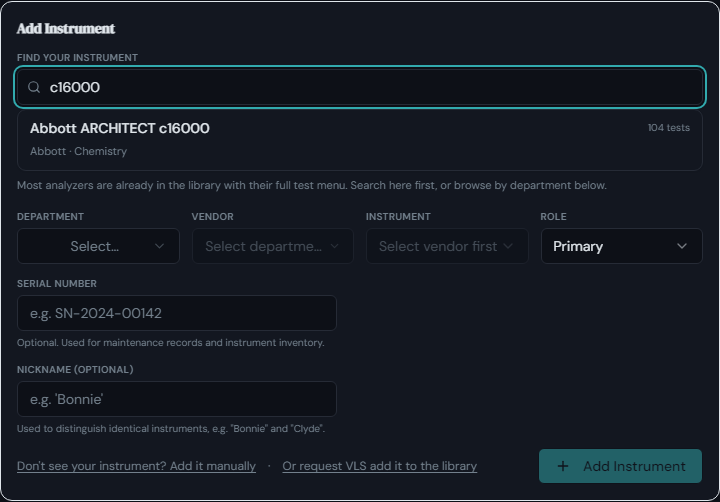 Add Instrument
FIND YOUR INSTRUMENT
c16000
Abbott ARCHITECT c16000 104 tests
Abbott · Chemistry
Most analyzers are already in the library with their full test menu. Search here first, or browse by department below.
DEPARTMENT VENDOR INSTRUMENT ROLE
Select... Select departme... Select vendor first Primary
SERIAL NUMBER
e.g. SN-2024-00142
Optional. Used for maintenance records and instrument inventory.
NICKNAME (OPTIONAL)
e.g. 'Bonnie'
Used to distinguish identical instruments, e.g. "Bonnie" and "Clyde".
Don't see your instrument? Add it manually · Or request VLS add it to the library + Add Instrument